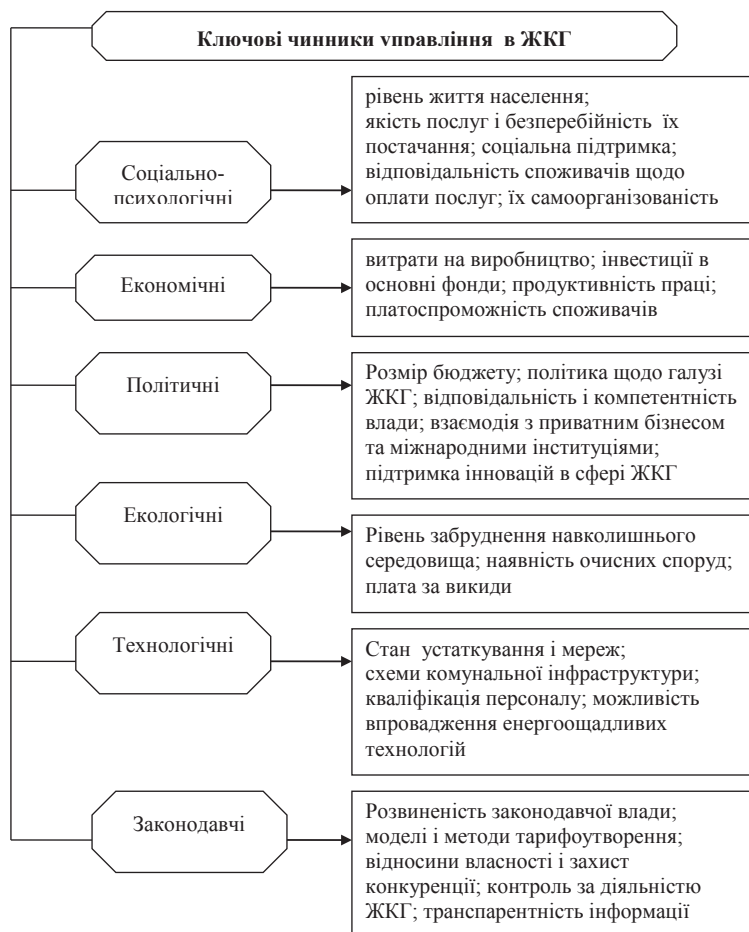 Ключові чинники управління в ЖКГ
Соціально-
психологічні
рівень життя населення;
якість послуг і безперебійність їх
постачання; соціальна підтримка;
відповідальність споживачів щодо
оплати послуг; їх самоорганізованість
Економічні
витрати на виробництво; інвестиції в
основні фонди; продуктивність праці;
платоспроможність споживачів
Політичні
Розмір бюджету; політика щодо галузі
ЖКГ; відповідальність і компетентність
влади; взаємодія з приватним бізнесом
та міжнародними інституціями;
підтримка інновацій в сфері ЖКГ
Екологічні
Рівень забруднення навколишнього
середовища; наявність очисних споруд;
плата за викиди
Технологічні
Стан устаткування і мереж;
схеми комунальної інфраструктури;
кваліфікація персоналу; можливість
впровадження енергоощадливих
технологій
Законодавчі
Розвиненість законодавчої влади;
моделі і методи тарифоутворення;
відносини власності і захист
конкуренції; контроль за діяльністю
ЖКГ; транспарентність інформації